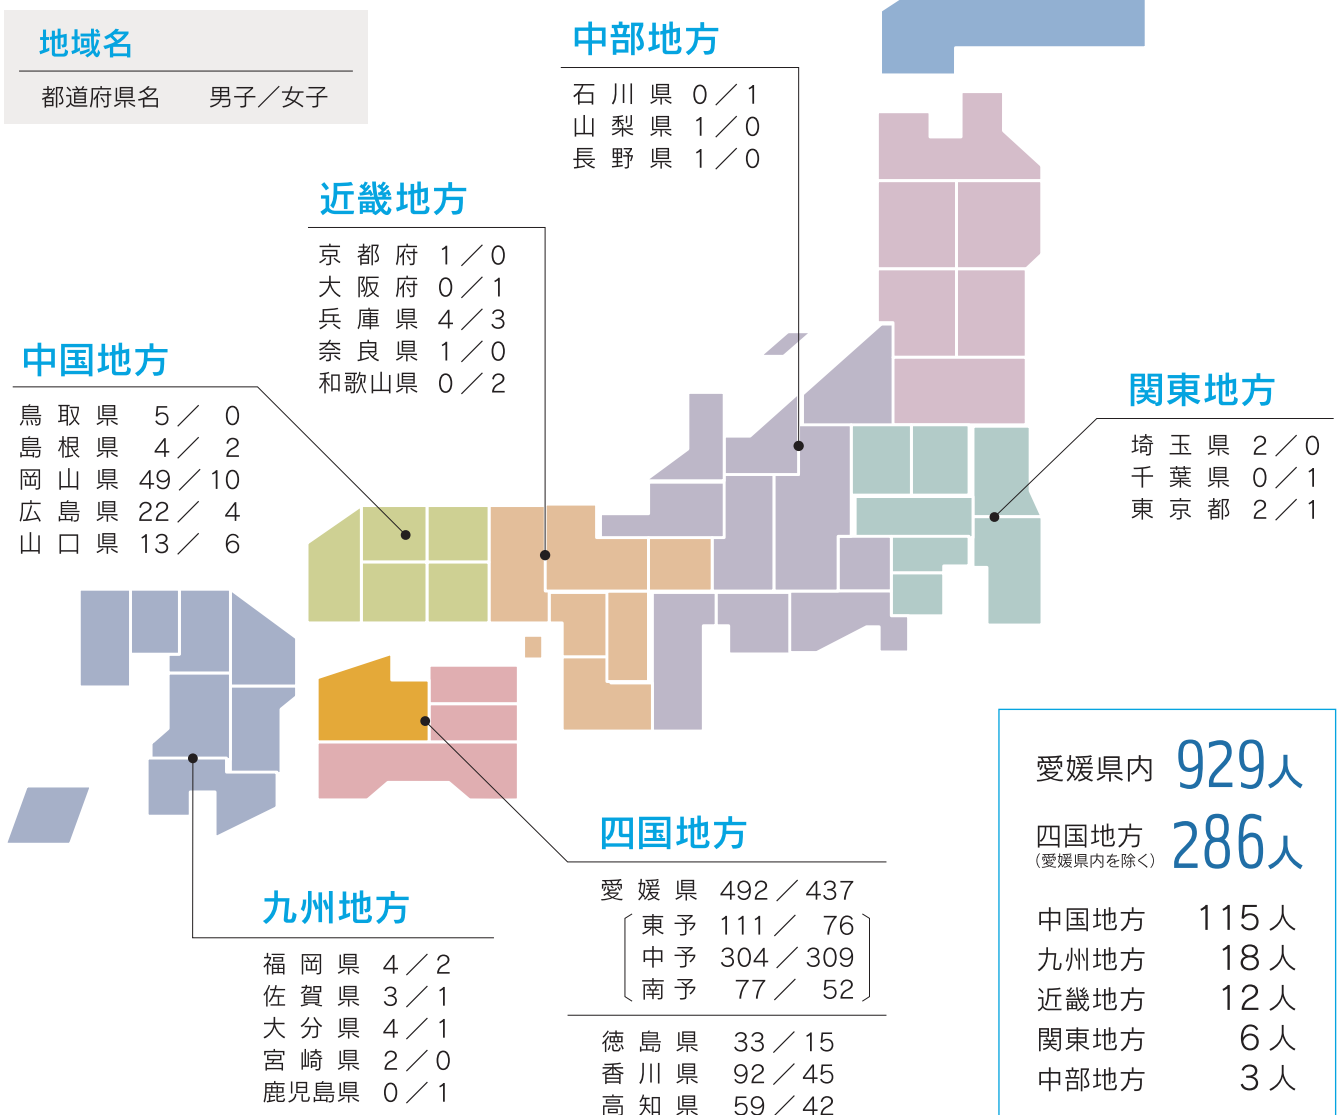 地域名
都道府県名 男子／女子
中部地方
石川県 0／1
山梨県 1／0
長野県 1／0
近畿地方
京都府 1／0
大阪府 0／1
兵庫県 4／3
奈良県 1／0
和歌山県 0／2
中国地方
鳥取県 5／0
島根県 4／2
岡山県 49／10
広島県 22／4
山口県 13／6
関東地方
埼玉県 2／0
千葉県 0／1
東京都 2／1
四国地方
愛媛県 492／437
東予 111／76
中予 304／309
南予 77／52
徳島県 33／15
香川県 92／45
高知県 59／42
九州地方
福岡県 4／2
佐賀県 3／1
大分県 4／1
宮崎県 2／0
鹿児島県 0／1
愛媛県内 929人
四国地方 286人
（愛媛県内を除く）
中国地方 115人
九州地方 18人
近畿地方 12人
関東地方 6人
中部地方 3人